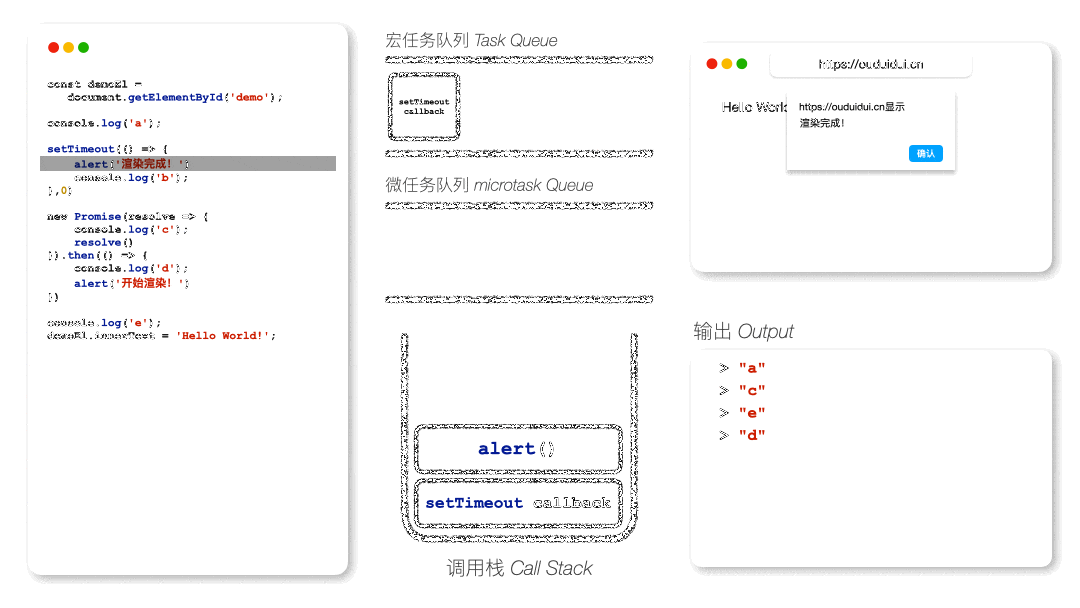 const demoEl =
document.getElementById('demo');
console.log('a');
setTimeout(() => {
alert('渲染完成！')
console.log('b');
},0)
new Promise(resolve => {
console.log('c');
resolve()
}).then(() => {
console.log('d');
alert('开始渲染！')
})
console.log('e');
demoEl.innerText = 'Hello World!';
宏任务队列 Task Queue
setTimeout
callback
微任务队列 microtask Queue
alert()
setTimeout callback
调用栈 Call Stack
https://ouduidui.cn
Hello World
https://ouduidui.cn显示
渲染完成！
确认
输出 Output
> "a"
> "c"
> "e"
> "d"